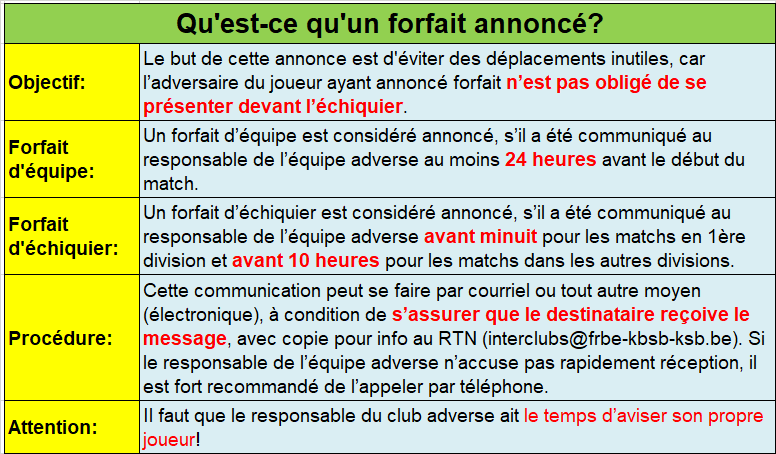 Qu'est-ce qu'un forfait annoncé?
Objectif:
Le but de cette annonce est d'éviter des déplacements inutiles, car
l’adversaire du joueur ayant annoncé forfait n’est pas obligé de se
présenter devant l’échiquier.
Forfait
d'équipe:
Un forfait d’équipe est considéré annoncé, s’il a été communiqué au
responsable de l’équipe adverse au moins 24 heures avant le début du
match.
Forfait
d'échiquier:
Un forfait d’échiquier est considéré annoncé, s’il a été communiqué au
responsable de l’équipe adverse avant minuit pour les matchs en 1ère
division et avant 10 heures pour les matchs dans les autres divisions.
Procédure:
Cette communication peut se faire par courriel ou tout autre moyen
(électronique), à condition de s’assurer que le destinataire reçoive le
message, avec copie pour info au RTN (interclubs@frbe-kbsb-ksb.be). Si
le responsable de l’équipe adverse n’accuse pas rapidement réception, il
est fort recommandé de l’appeler par téléphone.
Attention:
Il faut que le responsable du club adverse ait le temps d’aviser son propre
joueur!